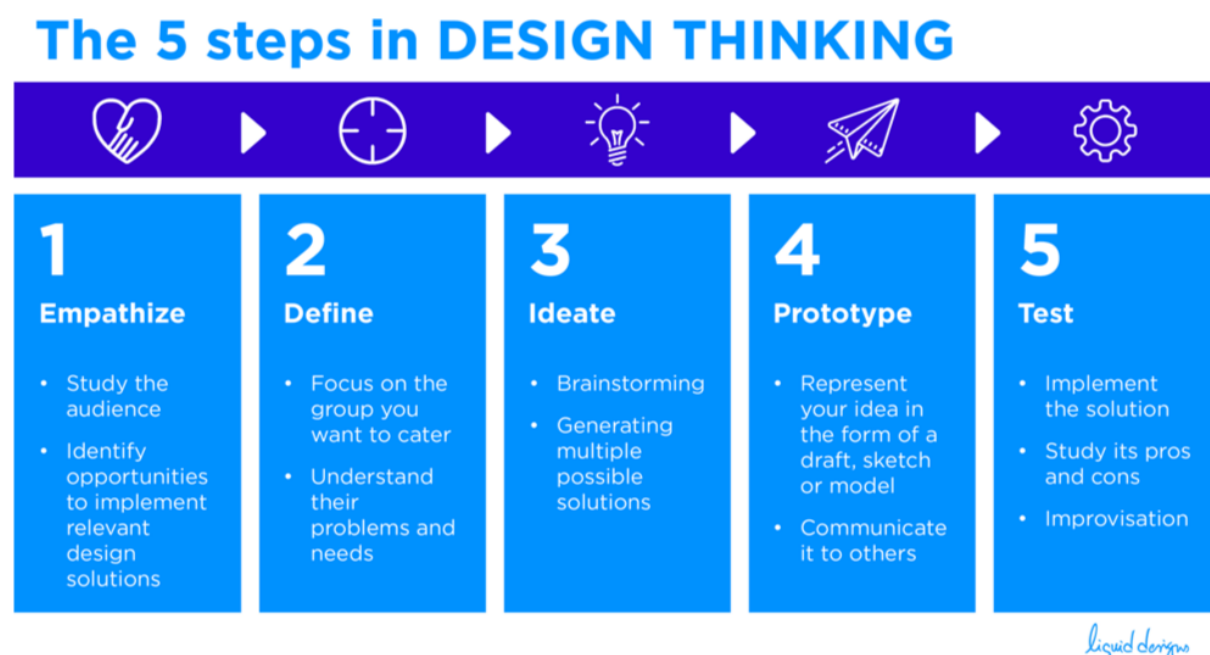 The 5 steps in DESIGN THINKING
1
Empathize
• Study the
audience
• Identify
opportunities
to implement
relevant
design
solutions
2
Define
• Focus on the
group you
want to cater
• Understand
their
problems and
needs
3
Ideate
• Brainstorming
• Generating
multiple
possible
solutions
4
Prototype
• Represent
your idea in
the form of a
draft, sketch
or model
• Communicate
it to others
5
Test
• Implement
the solution
• Study its pros
and cons
• Improvisation
liquid designs